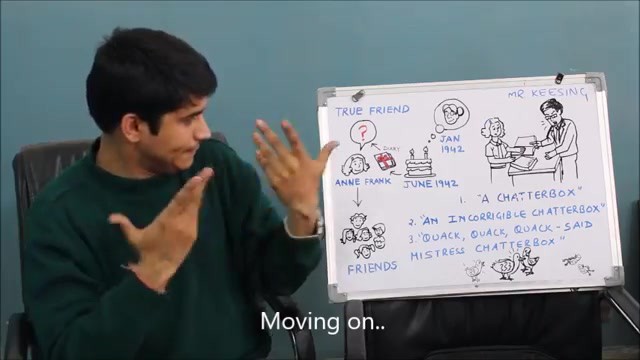 TRUE FRIEND
MR KEESING
?
DIARY
JAN
1942
ANNE FRANK
JUNE 1942
FRIENDS
1. "A CHATTERBOX"
2. "AN INCORRIGIBLE CHATTERBOX"
3. "QUACK, QUACK, QUACK - SAID
MISTRESS CHATTERBOX"
Moving on..